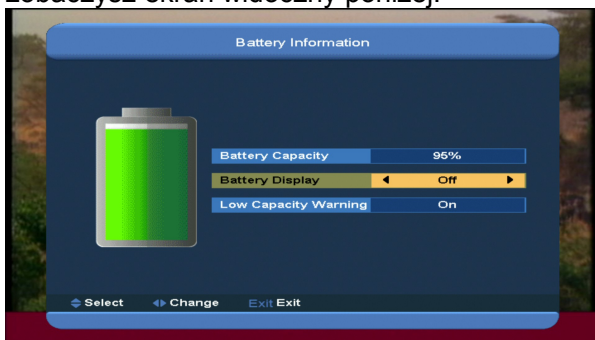 Battery Information
Battery Capacity 95%
Battery Display Off
Low Capacity Warning On
Select Change Exit Exit